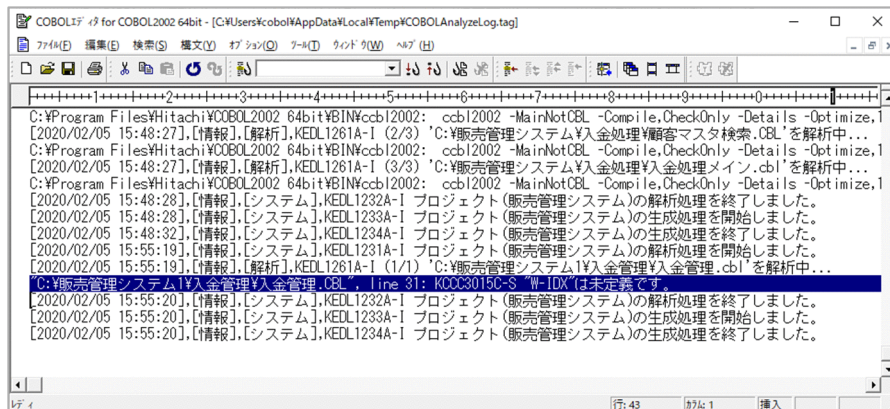 COBOLエディタ for COBOL2002 64bit - [C:¥Users¥cobol¥AppData¥Local¥Temp¥COBOLAnalyzeLog.tag]
ファイル(F) 編集(E) 検索(S) 構文(Y) オプション(O) ツール(T) ウィンドウ(W) ヘルプ(H)
C:¥Program Files¥Hitachi¥COBOL2002 64bit¥BIN¥ccbl2002: ccbl2002 -MainNotCBL -Compile,CheckOnly -Details -Optimize,1
[2020/02/05 15:48:27],[情報],[解析],KEDL1261A-I (2/3) 'C:¥販売管理システム¥入金処理¥顧客マスタ検索.CBL'を解析中...
C:¥Program Files¥Hitachi¥COBOL2002 64bit¥BIN¥ccbl2002: ccbl2002 -MainNotCBL -Compile,CheckOnly -Details -Optimize,1
[2020/02/05 15:48:27],[情報],[解析],KEDL1261A-I (3/3) 'C:¥販売管理システム¥入金処理¥入金処理メイン.cbl'を解析中...
C:¥Program Files¥Hitachi¥COBOL2002 64bit¥BIN¥ccbl2002: ccbl2002 -MainNotCBL -Compile,CheckOnly -Details -Optimize,1
[2020/02/05 15:48:28],[情報],[システム],KEDL1232A-I プロジェクト(販売管理システム)の解析処理を終了しました。
[2020/02/05 15:48:28],[情報],[システム],KEDL1233A-I プロジェクト(販売管理システム)の生成処理を開始しました。
[2020/02/05 15:48:32],[情報],[システム],KEDL1234A-I プロジェクト(販売管理システム)の生成処理を終了しました。
[2020/02/05 15:55:19],[情報],[システム],KEDL1231A-I プロジェクト(販売管理システム)の解析処理を開始しました。
[2020/02/05 15:55:19],[情報],[解析],KEDL1261A-I (1/1) 'C:¥販売管理システム1¥入金管理¥入金管理.cbl'を解析中...
"C:¥販売管理システム1¥入金管理¥入金管理.CBL", line 31: KCCC3015C-S "W-IDX"は未定義です。
[2020/02/05 15:55:20],[情報],[システム],KEDL1232A-I プロジェクト(販売管理システム)の解析処理を終了しました。
[2020/02/05 15:55:20],[情報],[システム],KEDL1233A-I プロジェクト(販売管理システム)の生成処理を開始しました。
[2020/02/05 15:55:20],[情報],[システム],KEDL1234A-I プロジェクト(販売管理システム)の生成処理を終了しました。
レディ 行: 43 カラム: 1 挿入